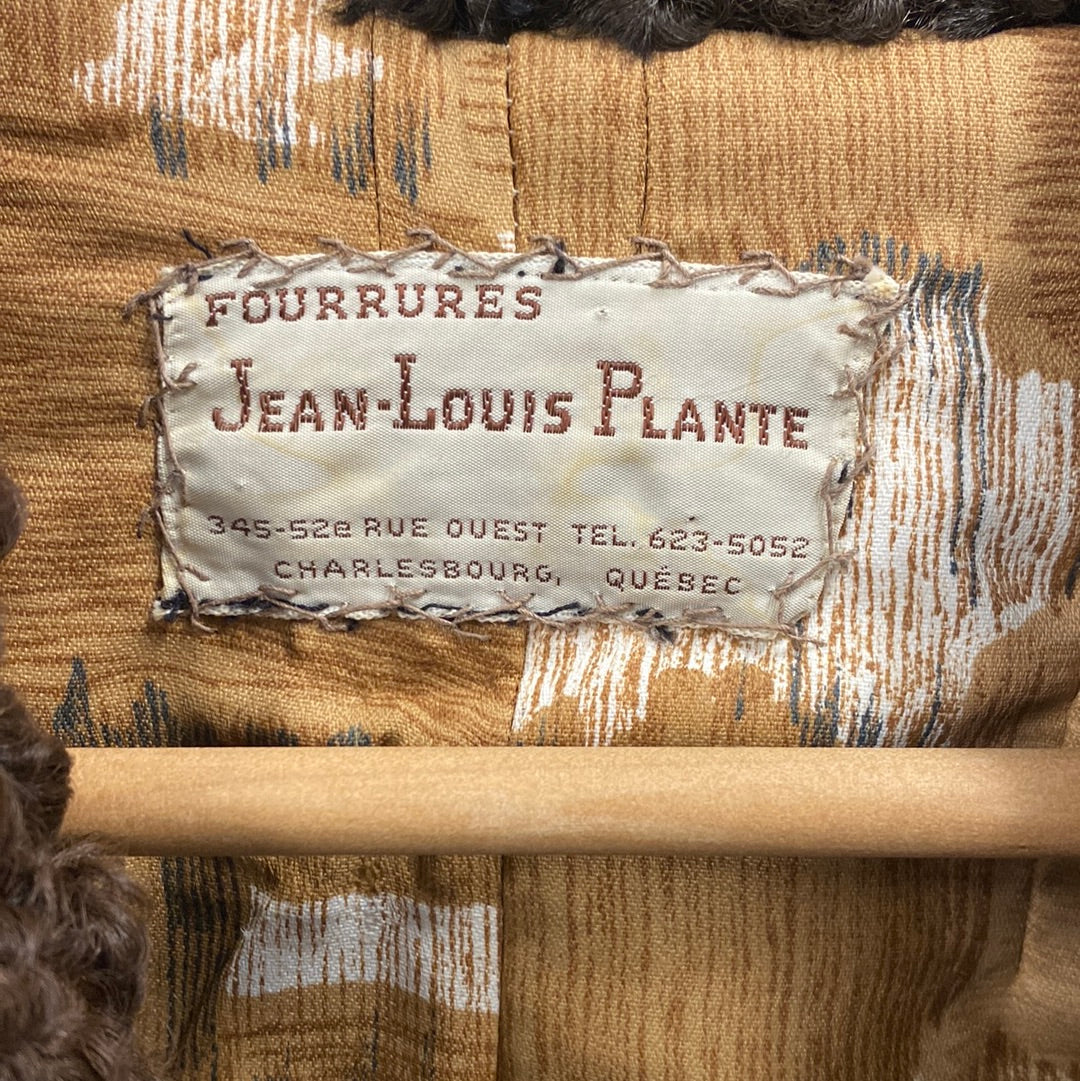 FOURRURES
JEAN-LOUIS PLANTE
345-52e RUE OUEST TEL. 623-5052
CHARLESBOURG, QUÉBEC